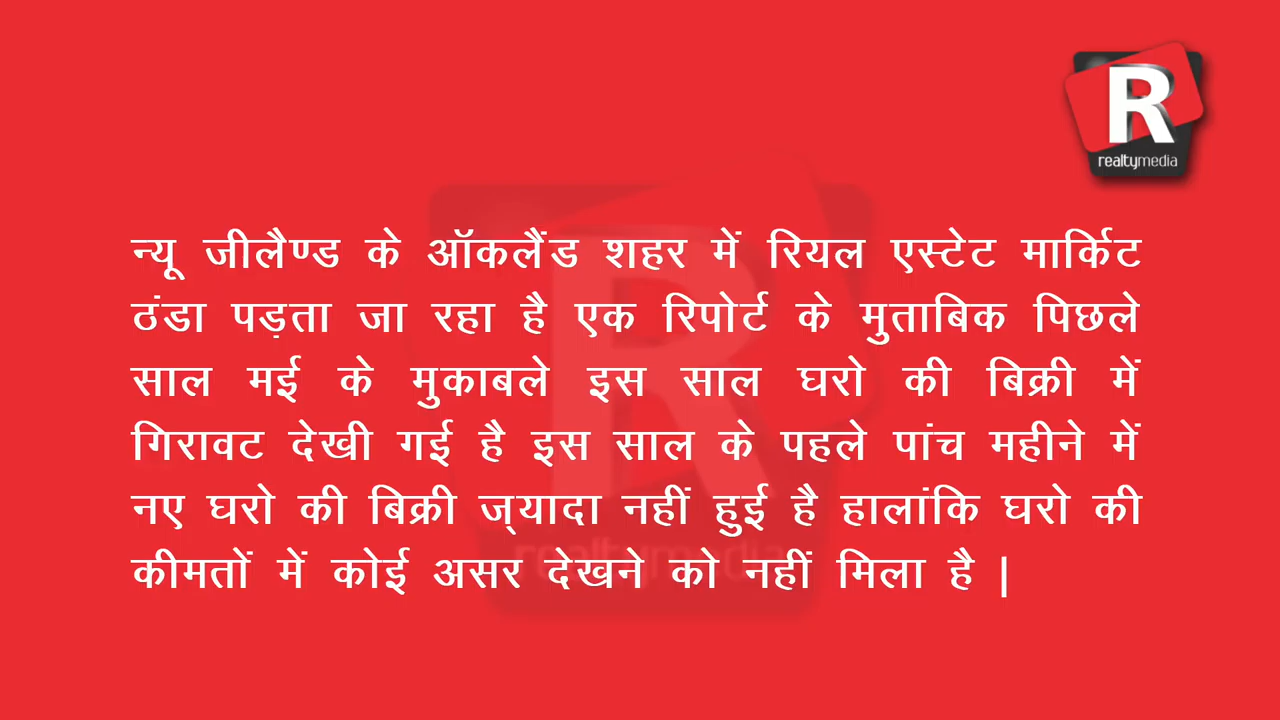 R
realtymedia
न्यू जीलैण्ड के ऑकलैंड शहर में रियल एस्टेट मार्किट
ठंडा पड़ता जा रहा है एक रिपोर्ट के मुताबिक पिछले
साल मई के मुकाबले इस साल घरो की बिक्री में
गिरावट देखी गई है इस साल के पहले पांच महीने में
नए घरो की बिक्री ज्यादा नहीं हुई है हालांकि घरो की
कीमतों में कोई असर देखने को नहीं मिला है |
R
realtymedia